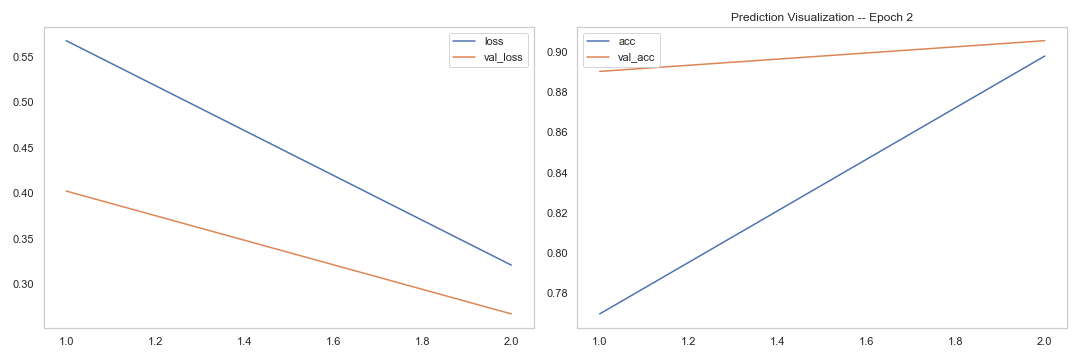 Prediction Visualization -- Epoch 2
loss
val_loss
0.55
0.50
0.45
0.40
0.35
0.30
1.0 1.2 1.4 1.6 1.8 2.0
acc
val_acc
0.90
0.88
0.86
0.84
0.82
0.80
0.78
1.0 1.2 1.4 1.6 1.8 2.0